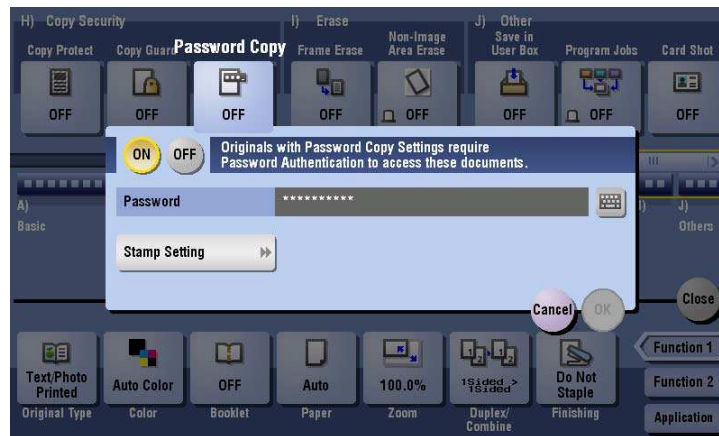 H) Copy Security
I) Erase
J) Other
Copy Protect
Copy Guard
Password Copy
Frame Erase
Non-Image
Area Erase
Save in
User Box
Program Jobs
Card Shot
OFF
OFF
OFF
OFF
OFF
OFF
OFF
OFF
ON
OFF
Originals with Password Copy Settings require
Password Authentication to access these documents.
Password
**********
Stamp Setting
Cancel
OK
A)
Basic
I)
J)
Others
Close
Text/Photo
Printed
Auto Color
OFF
Auto
100.0%
1Sided >
1Sided
Do Not
Staple
Original Type
Color
Booklet
Paper
Zoom
Duplex/
Combine
Finishing
Function 1
Function 2
Application